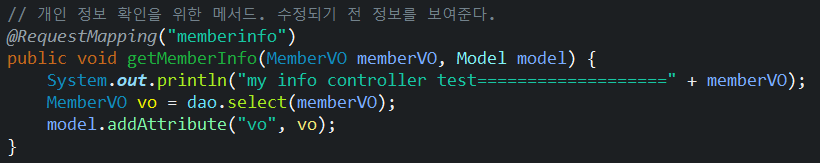 // 개인 정보 확인을 위한 메서드. 수정되기 전 정보를 보여준다.
@RequestMapping("memberinfo")
public void getMemberInfo(MemberVO memberVO, Model model) {
    System.out.println("my info controller test===================" + memberVO);
    MemberVO vo = dao.select(memberVO);
    model.addAttribute("vo", vo);
}